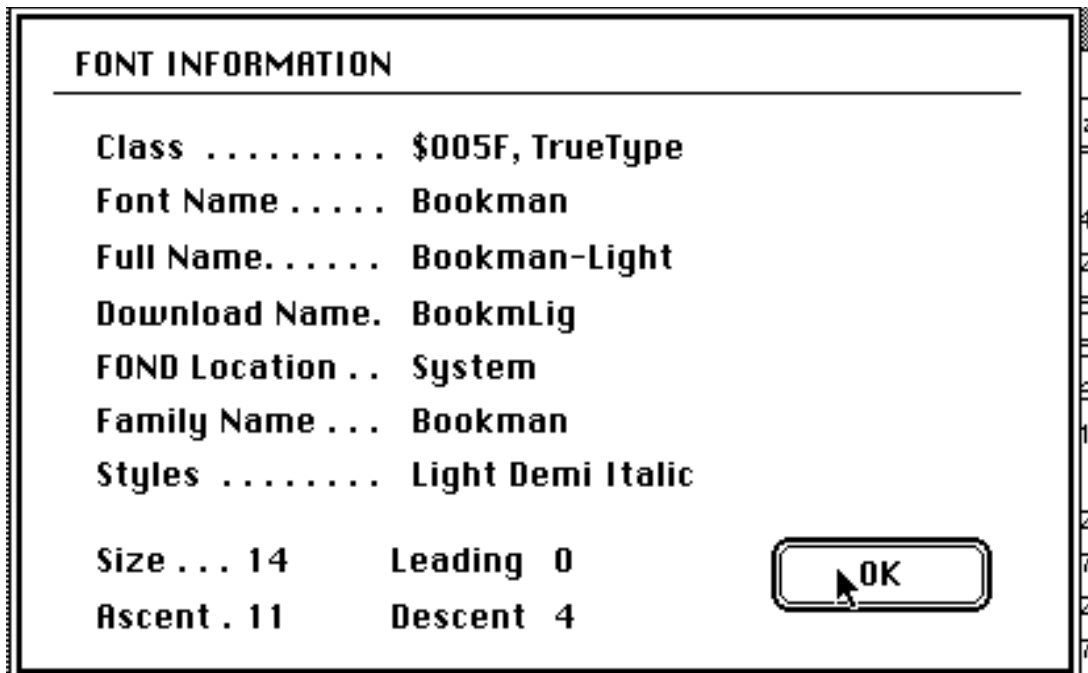 FONT INFORMATION
Class ......... $005F, TrueType
Font Name ..... Bookman
Full Name...... Bookman-Light
Download Name. BookmLig
FOND Location .. System
Family Name ... Bookman
Styles ........ Light Demi Italic
Size ... 14 Leading 0
OK
Ascent . 11 Descent 4